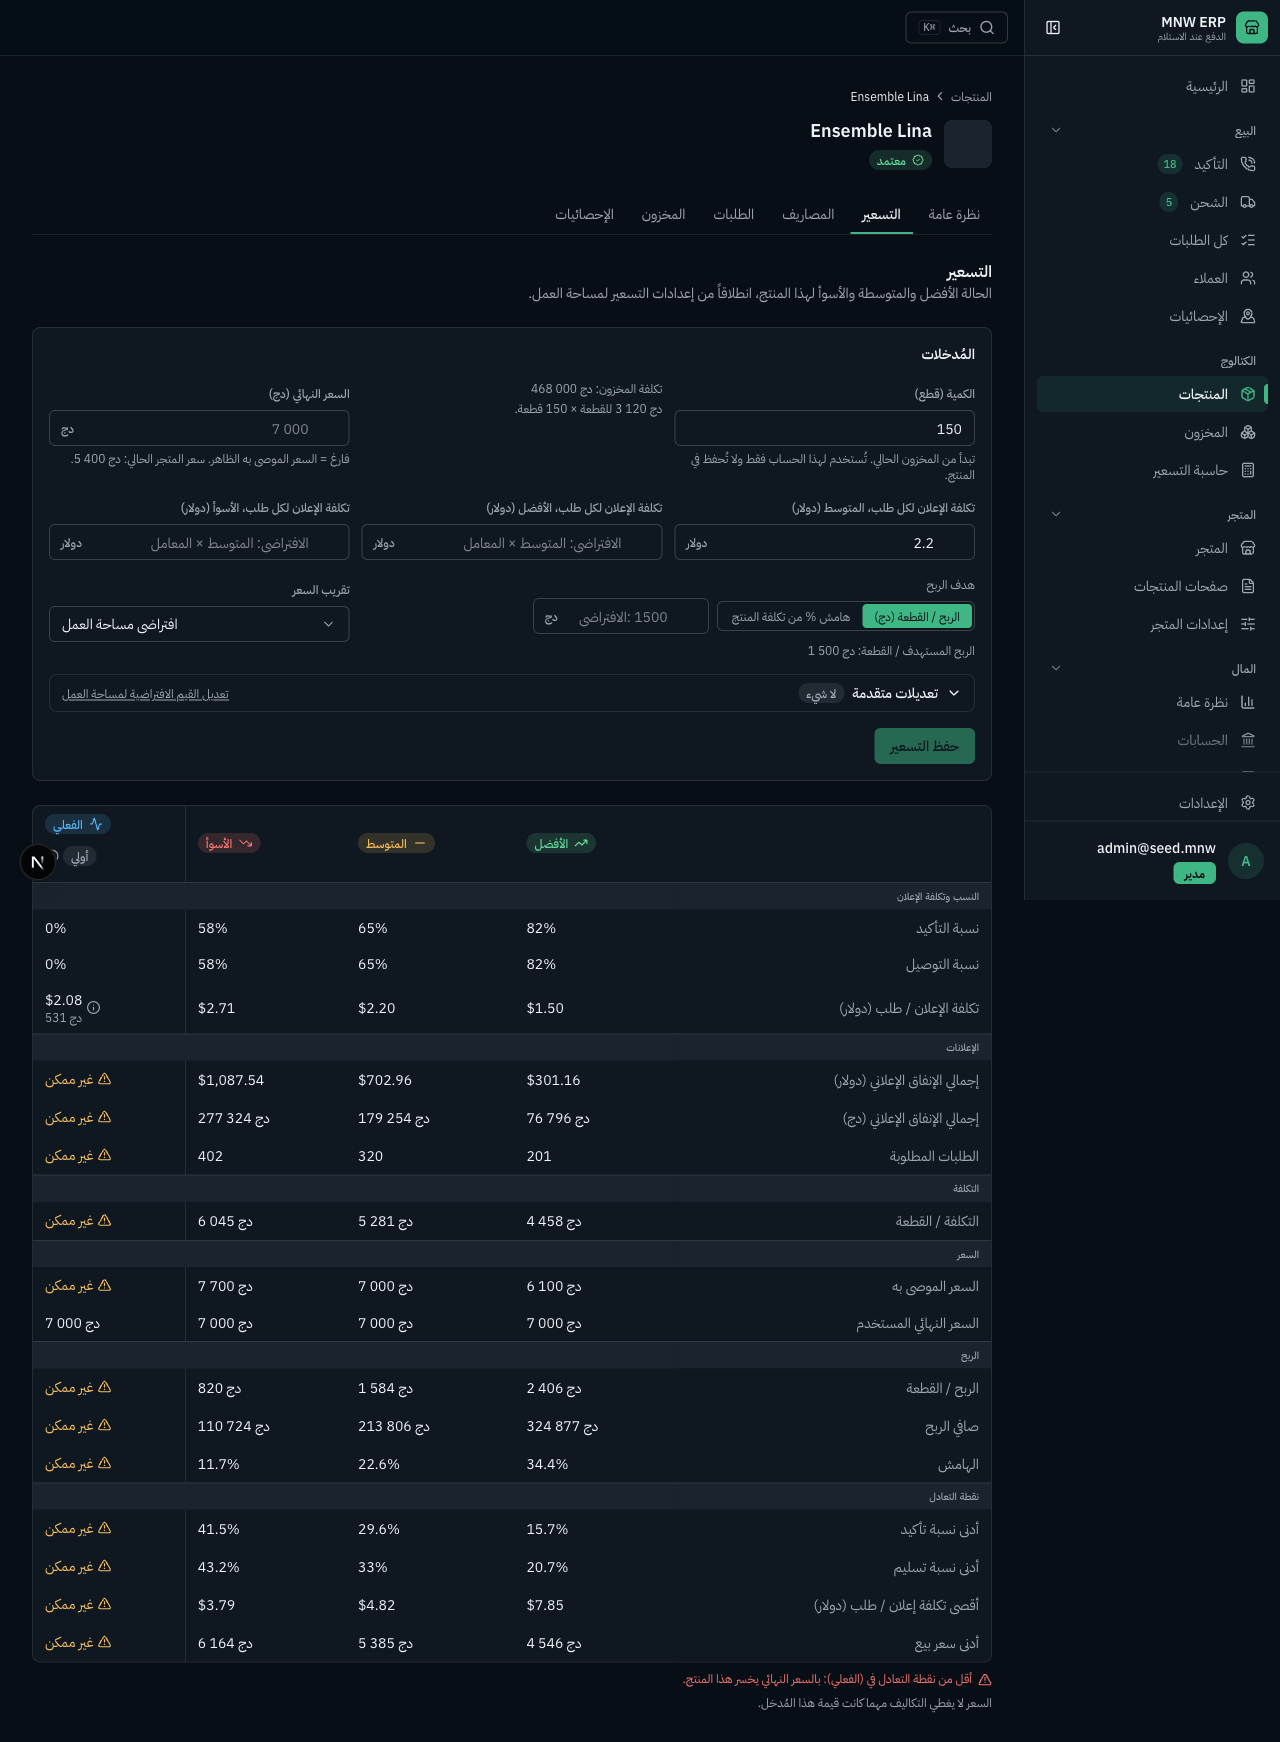 MNW ERP
الدفع عند الاستلام
بحث
K⌘
الرئيسية
البيع
التأكيد 18
الشحن 5
كل الطلبات
العملاء
الإحصائيات
الكتالوج
المنتجات
المخزون
حاسبة التسعير
المتجر
المتجر
صفحات المنتجات
إعدادات المتجر
المال
نظرة عامة
الحسابات
الإعدادات
A
admin@seed.mnw
مدير
المنتجات
Ensemble Lina
Ensemble Lina
معتمد
نظرة عامة
التسعير
المصاريف
الطلبات
المخزون
الإحصائيات
التسعير
الحالة الأفضل والمتوسطة والأسوأ لهذا المنتج، انطلاقاً من إعدادات التسعير لمساحة العمل.
المُدخلات
الكمية (قطع)
150
تبدأ من المخزون الحالي. تُستخدم لهذا الحساب فقط ولا تُحفظ في
المنتج.
تكلفة المخزون: دج 000 468
دج 120 3 للقطعة × 150 قطعة.
السعر النهائي (دج)
7 000
دج
فارغ = السعر الموصى به الظاهر. سعر المتجر الحالي: دج 400 5.
تكلفة الإعلان لكل طلب، المتوسط (دولار)
2.2
دولار
تكلفة الإعلان لكل طلب، الأفضل (دولار)
الافتراضي: المتوسط × المعامل
دولار
تكلفة الإعلان لكل طلب، الأسوأ (دولار)
الافتراضي: المتوسط × المعامل
دولار
هدف الربح
الربح / القطعة (دج)
هامش % من تكلفة المنتج
1500 :الافتراضي
دج
الربح المستهدف / القطعة: دج 500 1
تقريب السعر
افتراضي مساحة العمل
تعديلات متقدمة
لا شيء
تعديل القيم الافتراضية لمساحة العمل
حفظ التسعير
الأفضل
المتوسط
الأسوأ
الفعلي
أولي
N
النسب وتكلفة الإعلان
نسبة التأكيد 82% 65% 58% 0%
نسبة التوصيل 82% 65% 58% 0%
تكلفة الإعلان / طلب (دولار) $1.50 $2.20 $2.71 $2.08
دج 531
الإعلانات
إجمالي الإنفاق الإعلاني (دولار) $301.16 $702.96 $1,087.54 غير ممكن
إجمالي الإنفاق الإعلاني (دج) 76 796 دج 179 254 دج 277 324 دج غير ممكن
الطلبات المطلوبة 201 320 402 غير ممكن
التكلفة
التكلفة / القطعة 4 458 دج 5 281 دج 6 045 دج غير ممكن
السعر
السعر الموصى به 6 100 دج 7 000 دج 7 700 دج غير ممكن
السعر النهائي المستخدم 7 000 دج 7 000 دج 7 000 دج 7 000 دج
الربح
الربح / القطعة 2 406 دج 1 584 دج 820 دج غير ممكن
صافي الربح 324 877 دج 213 806 دج 110 724 دج غير ممكن
الهامش 34.4% 22.6% 11.7% غير ممكن
نقطة التعادل
أدنى نسبة تأكيد 15.7% 29.6% 41.5% غير ممكن
أدنى نسبة تسليم 20.7% 33% 43.2% غير ممكن
أقصى تكلفة إعلان / طلب (دولار) $7.85 $4.82 $3.79 غير ممكن
أدنى سعر بيع 4 546 دج 5 385 دج 6 164 دج غير ممكن
أقل من نقطة التعادل في (الفعلي): بالسعر النهائي يخسر هذا المنتج.
السعر لا يغطي التكاليف مهما كانت قيمة هذا المُدخل.